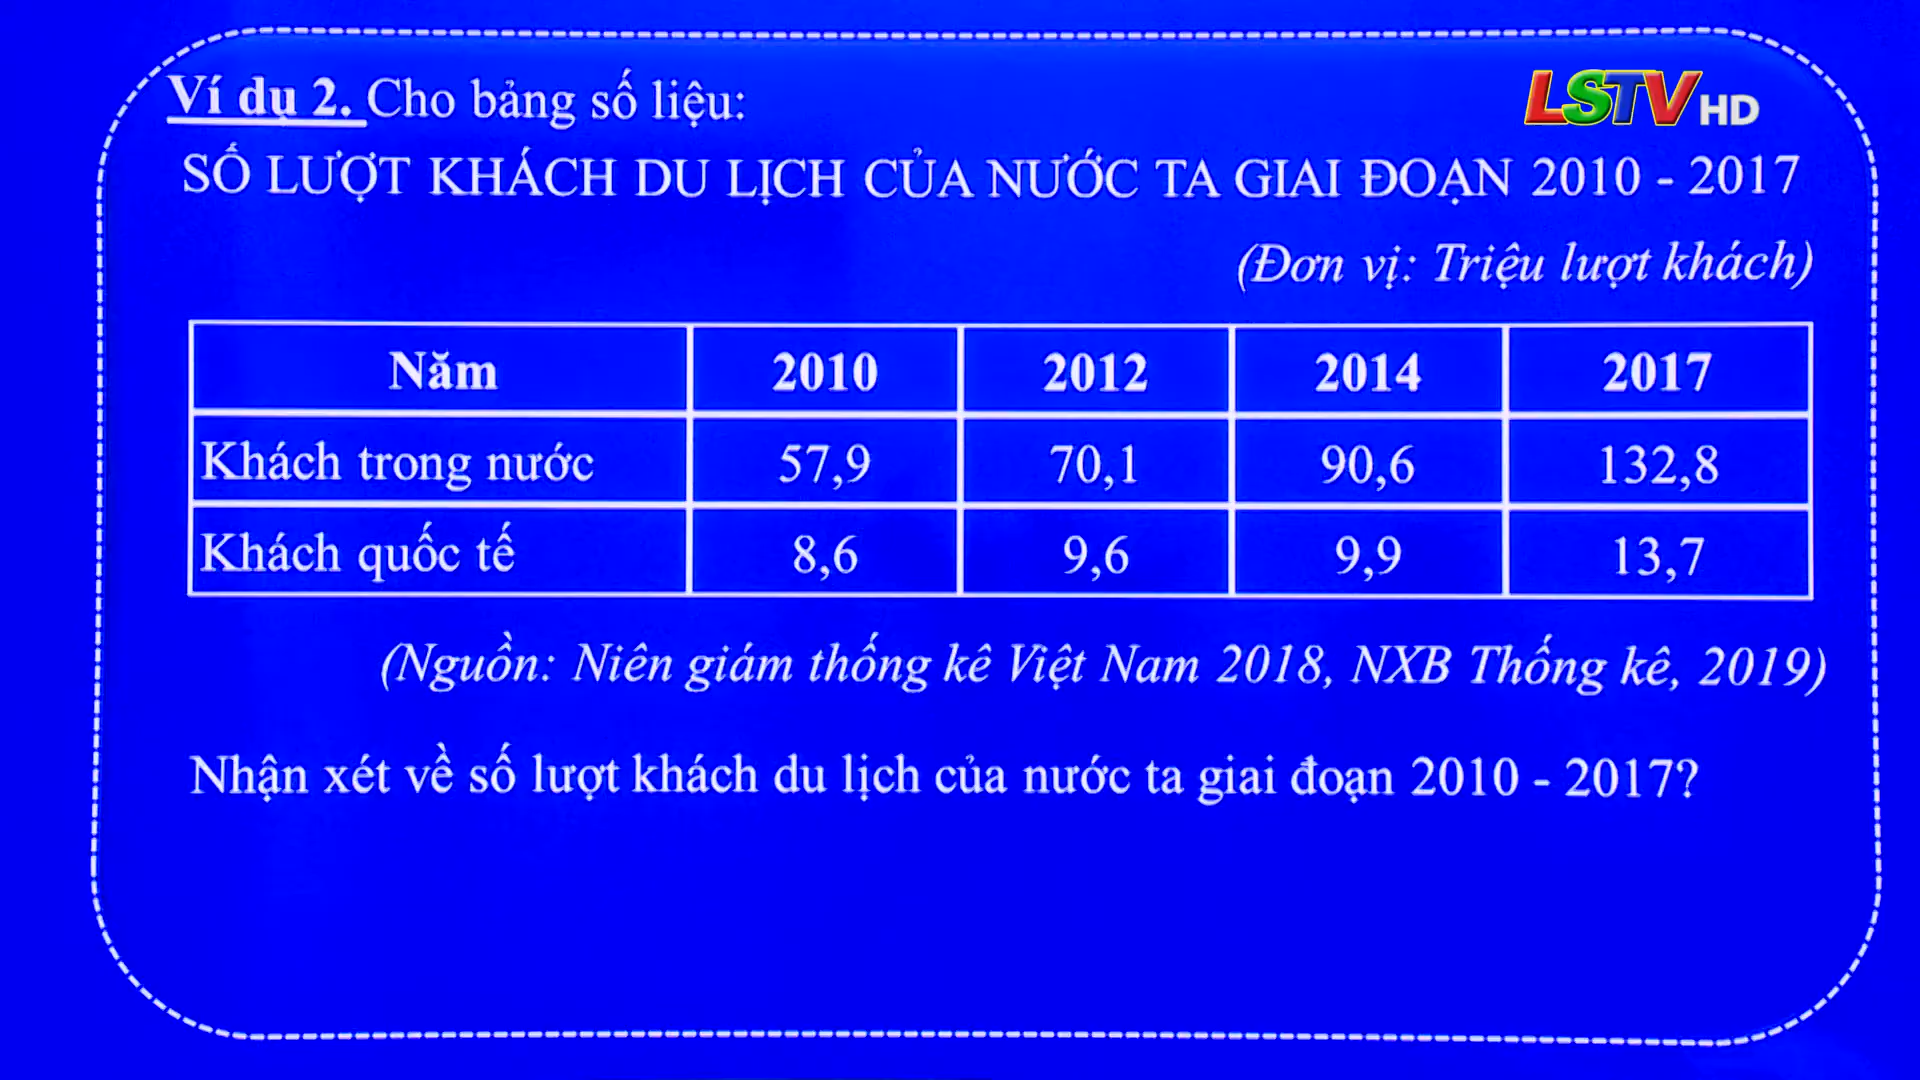 Ví dụ 2. Cho bảng số liệu:
LSTV HD
SỐ LƯỢT KHÁCH DU LỊCH CỦA NƯỚC TA GIAI ĐOẠN 2010 - 2017
(Đơn vị: Triệu lượt khách)
Năm 2010 2012 2014 2017
Khách trong nước 57,9 70,1 90,6 132,8
Khách quốc tế 8,6 9,6 9,9 13,7
(Nguồn: Niên giám thống kê Việt Nam 2018, NXB Thống kê, 2019)
Nhận xét về số lượt khách du lịch của nước ta giai đoạn 2010 - 2017?